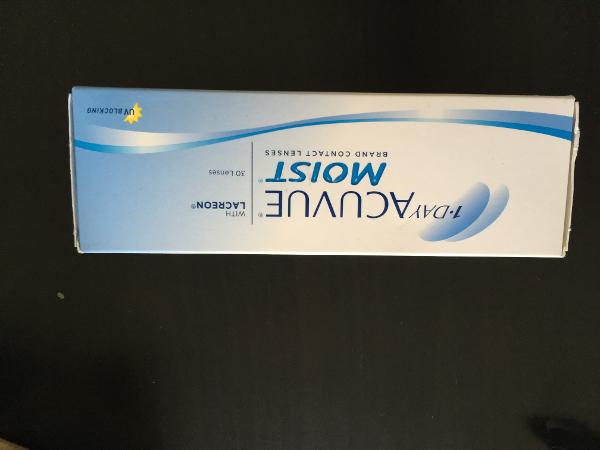 1·DAY ACUVUE®
MOIST®
BRAND CONTACT LENSES
WITH
LACREON®
30 Lenses
UV BLOCKING